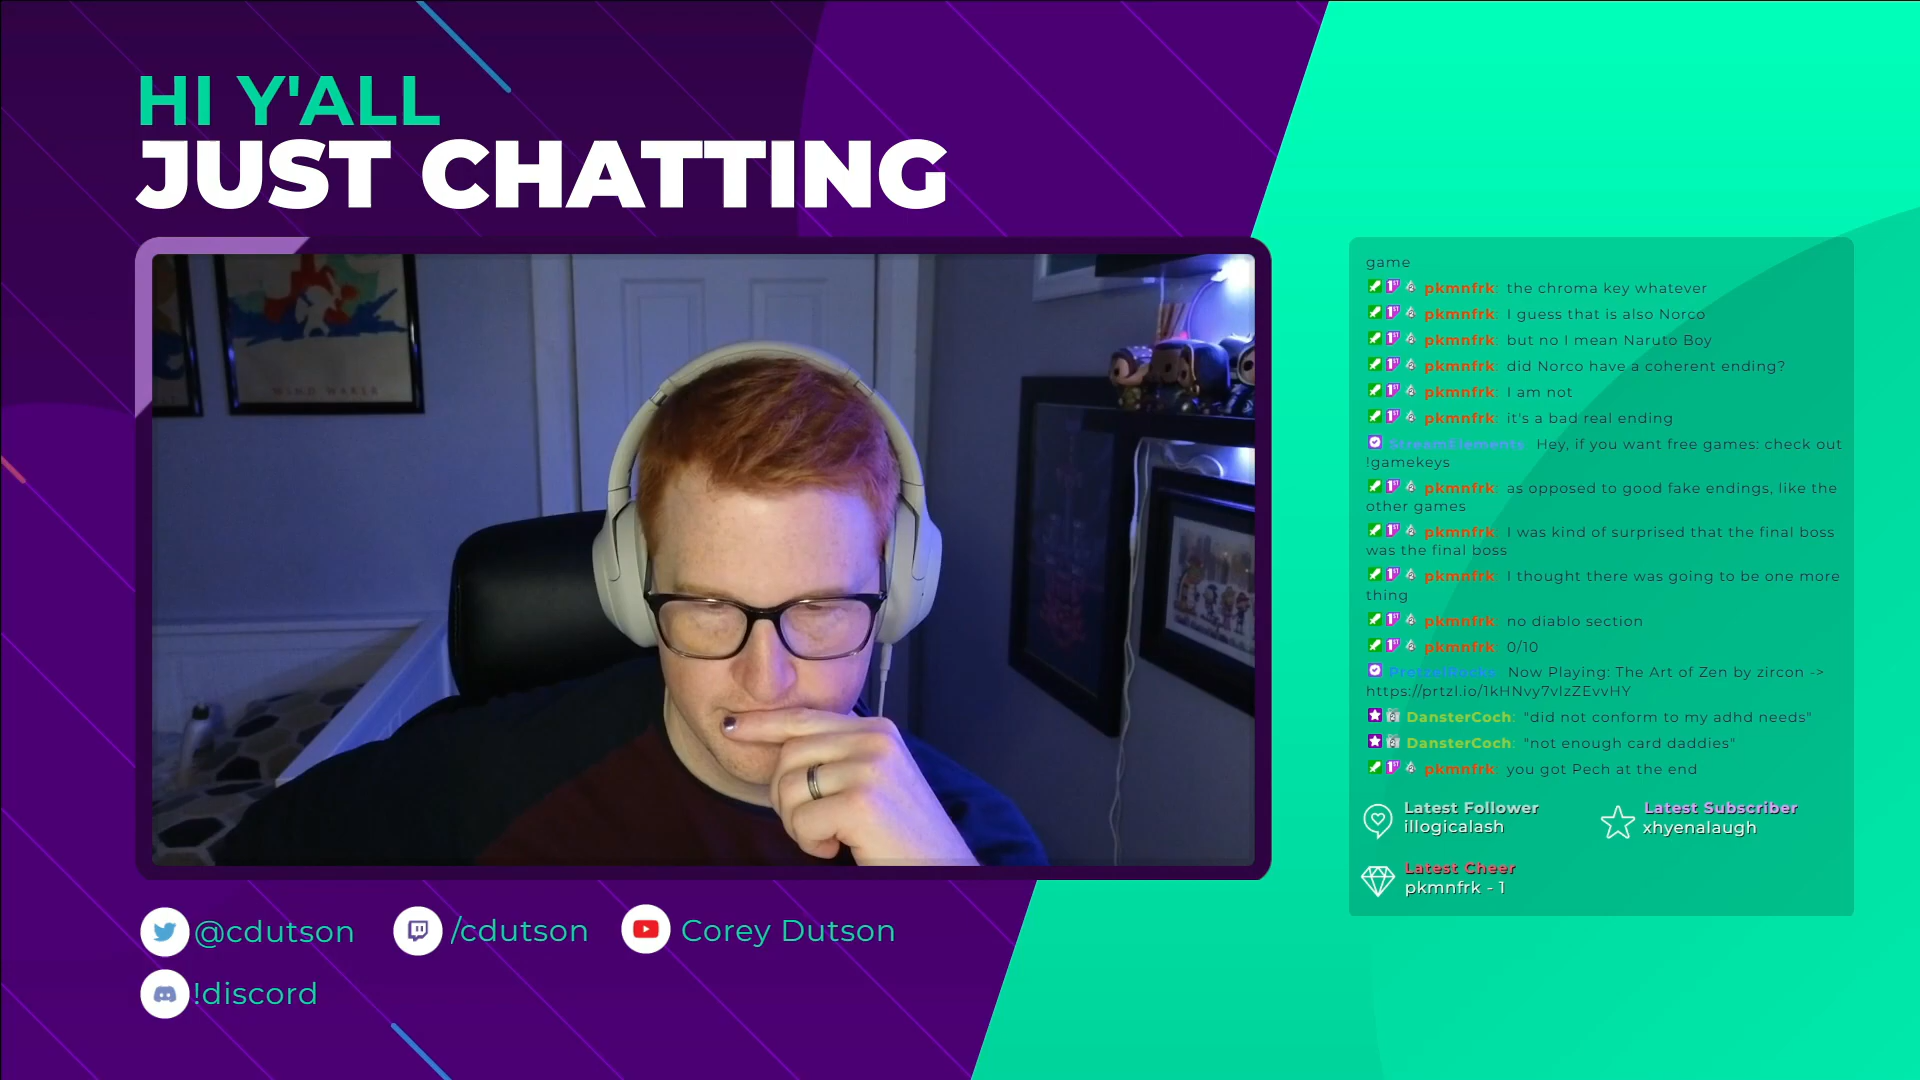 HI Y'ALL
JUST CHATTING
WIND WAKER
game
pkmnfrk: the chroma key whatever
pkmnfrk: I guess that is also Norco
pkmnfrk: but no I mean Naruto Boy
pkmnfrk: did Norco have a coherent ending?
pkmnfrk: I am not
pkmnfrk: it's a bad real ending
StreamElements: Hey, if you want free games: check out
!gamekeys
pkmnfrk: as opposed to good fake endings, like the
other games
pkmnfrk: I was kind of surprised that the final boss
was the final boss
pkmnfrk: I thought there was going to be one more
thing
pkmnfrk: no diablo section
pkmnfrk: 0/10
PretzelRocks: Now Playing: The Art of Zen by zircon ->
https://prtzl.io/1kHNvy7vlzZEvvHY
DansterCoch: "did not conform to my adhd needs"
DansterCoch: "not enough card daddies"
pkmnfrk: you got Pech at the end
Latest Follower
illogicalash
Latest Subscriber
xhyenalaugh
Latest Cheer
pkmnfrk - 1
@cdutson
/cdutson
Corey Dutson
!discord